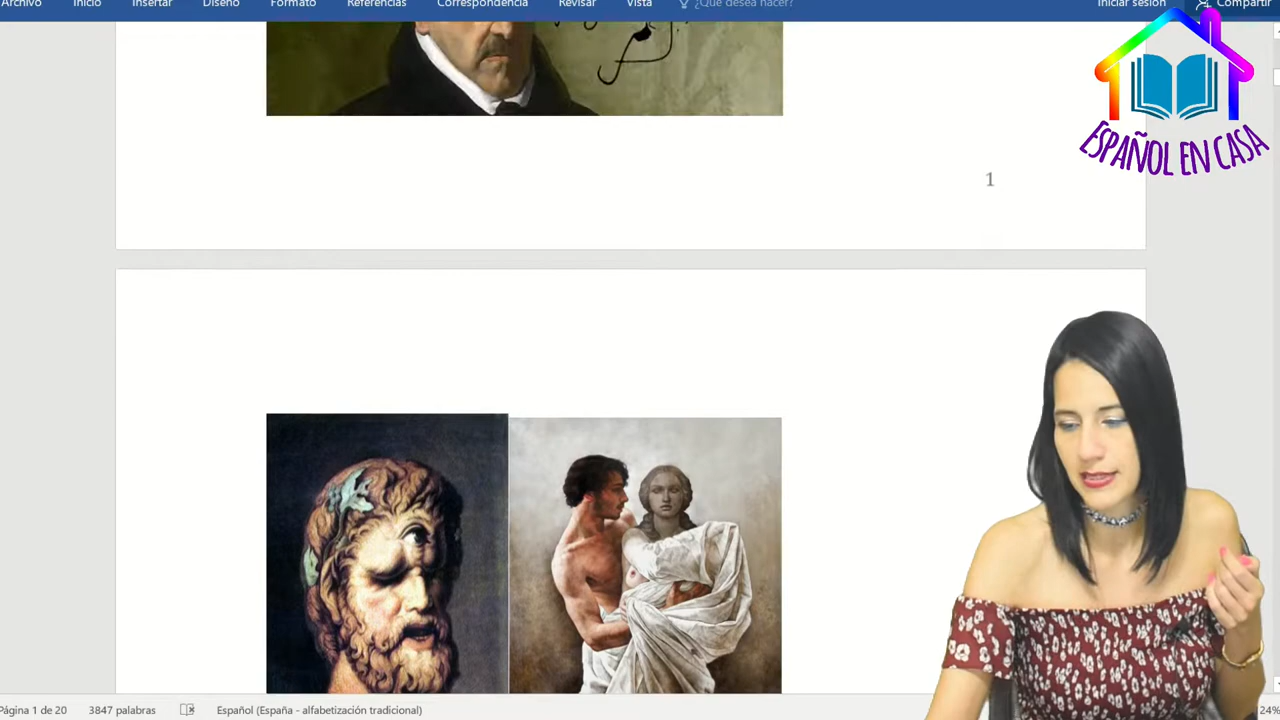 Archivo Inicio Insertar Diseño Formato Referencias Correspondencia Revisar Vista ¿Qué desea hacer? Iniciar sesión Compartir
ESPAÑOL EN CASA
1
Página 1 de 20 3847 palabras Español (España - alfabetización tradicional) 24%